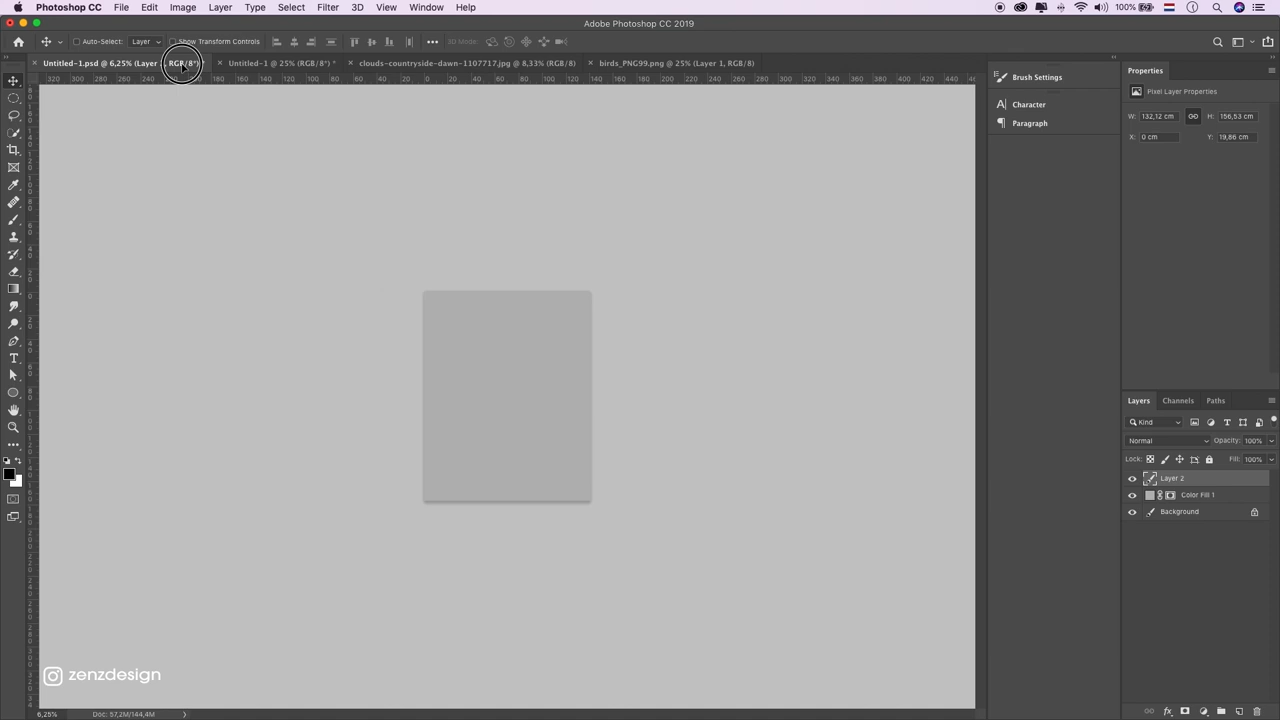 Photoshop CC File Edit Image Layer Type Select Filter 3D View Window Help 100%
Adobe Photoshop CC 2019
Auto-Select: Layer Show Transform Controls 3D Mode:
Untitled-1.psd @ 6,25% (Layer RGB/8*) Untitled-1 @ 25% (RGB/8*) * clouds-countryside-dawn-1107717.jpg @ 8,33% (RGB/8) birds_PNG99.png @ 25% (Layer 1, RGB/8)
Brush Settings
Character
Paragraph
Properties
Pixel Layer Properties
W: 132,12 cm H: 156,53 cm
X: 0 cm Y: 19,86 cm
Layers Channels Paths
Kind
Normal Opacity: 100%
Lock: Fill: 100%
Layer 2
Color Fill 1
Background
zenzdesign
6,25% Doc: 57,2M/144,4M